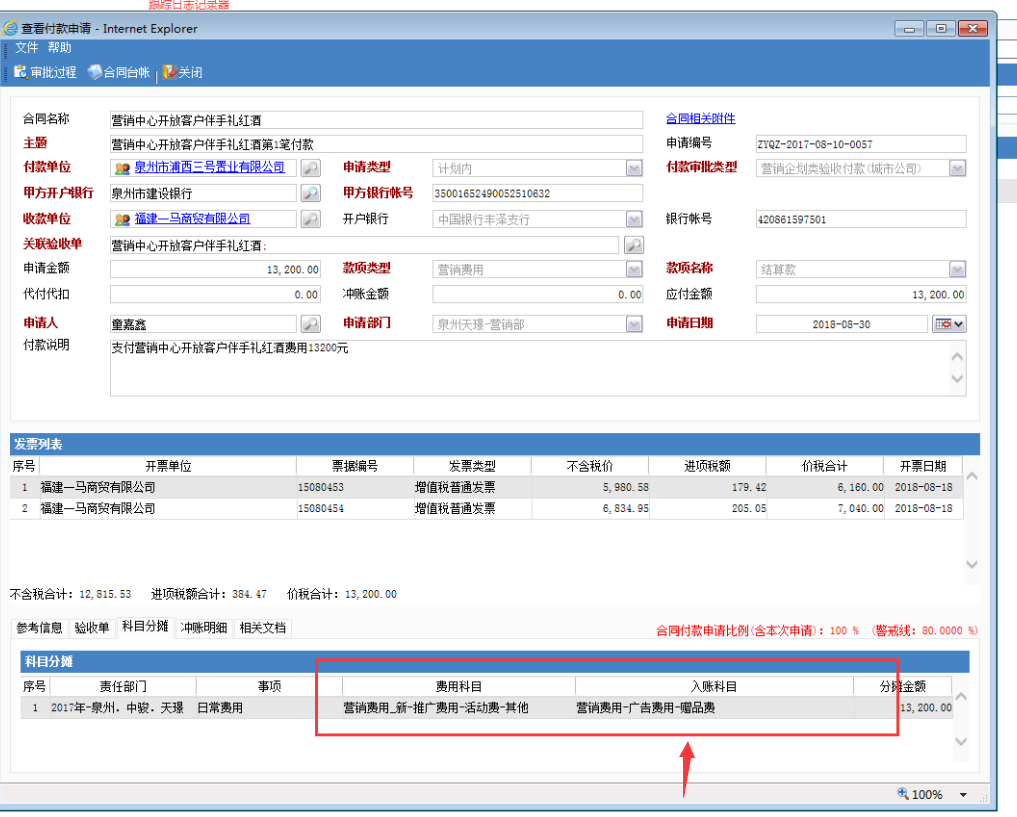 跟踪日志记录器
查看付款申请 - Internet Explorer
文件 帮助
审批过程 合同台帐 关闭
合同名称 营销中心开放客户伴手礼红酒 合同相关附件
主题 营销中心开放客户伴手礼红酒第1笔付款 申请编号 ZYQZ-2017-08-10-0057
付款单位 泉州市浦西三号置业有限公司 申请类型 计划内 付款审批类型 营销企划类验收付款(城市公司)
甲方开户银行 泉州市建设银行 甲方银行帐号 35001652490052510632
收款单位 福建一马商贸有限公司 开户银行 中国银行丰泽支行 银行帐号 420861597501
关联验收单 营销中心开放客户伴手礼红酒;
申请金额 13,200.00 款项类型 营销费用 款项名称 结算款
代付代扣 0.00 冲账金额 0.00 应付金额 13,200.00
申请人 童嘉鑫 申请部门 泉州天璟-营销部 申请日期 2018-08-30
付款说明 支付营销中心开放客户伴手礼红酒费用13200元
发票列表
序号 开票单位 票据编号 发票类型 不含税价 进项税额 价税合计 开票日期
1 福建一马商贸有限公司 15080453 增值税普通发票 5,980.58 179.42 6,160.00 2018-08-18
2 福建一马商贸有限公司 15080454 增值税普通发票 6,834.95 205.05 7,040.00 2018-08-18
不含税合计: 12,815.53 进项税额合计: 384.47 价税合计: 13,200.00
参考信息 验收单 科目分摊 冲账明细 相关文档 合同付款申请比例(含本次申请): 100 % (警戒线: 80.0000 %)
科目分摊
序号 责任部门 事项 费用科目 入账科目 分摊金额
1 2017年-泉州．中骏．天璟 日常费用 营销费用_新-推广费用-活动费-其他 营销费用-广告费用-赠品费 13,200.00
100%